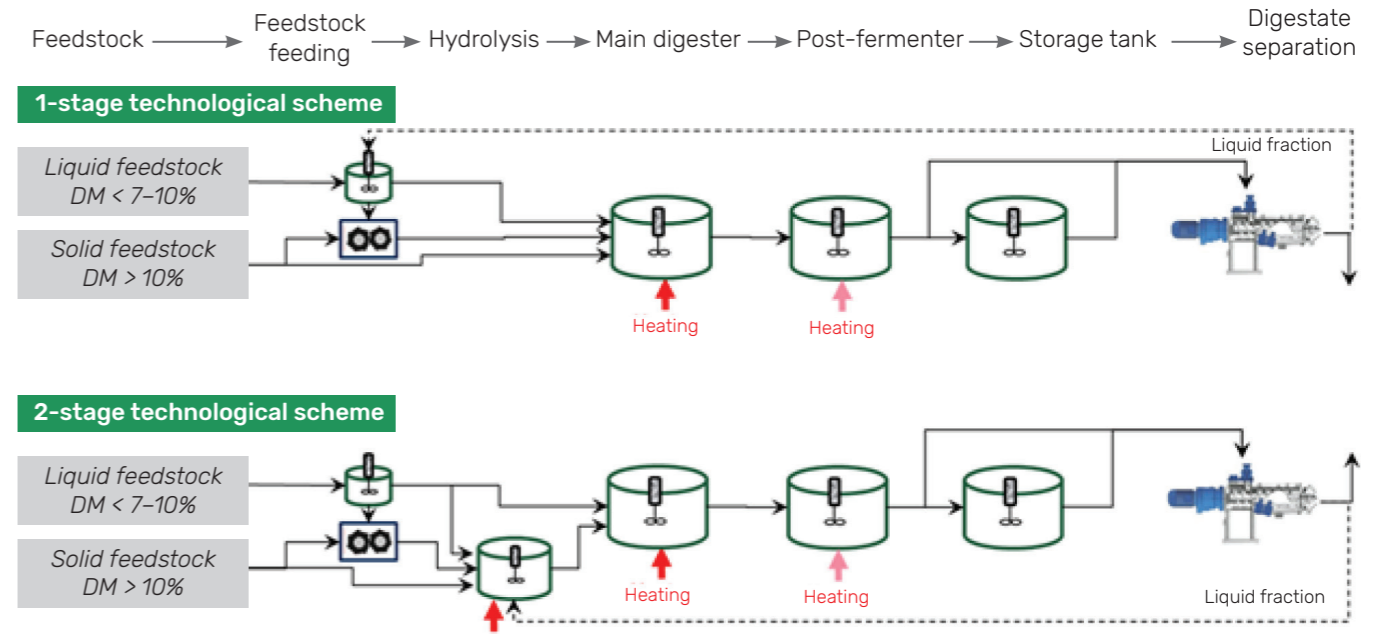 Feedstock
Feedstock
feeding
Hydrolysis
Main digester
Post-fermenter
Storage tank
Digestate
separation
1-stage technological scheme
Liquid fraction
Liquid feedstock
DM < 7–10%
Solid feedstock
DM > 10%
Heating
Heating
2-stage technological scheme
Liquid feedstock
DM < 7–10%
Solid feedstock
DM > 10%
Heating
Heating
Liquid fraction